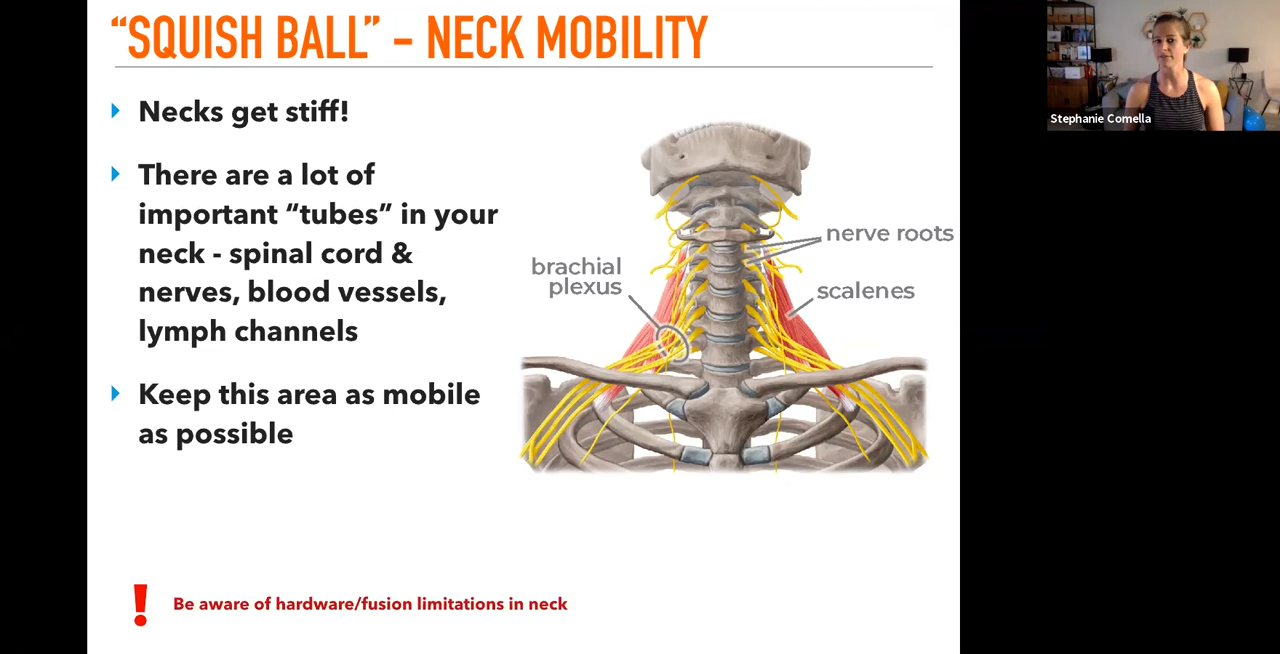 “SQUISH BALL” – NECK MOBILITY
Necks get stiff!
There are a lot of
important “tubes” in your
neck - spinal cord &
nerves, blood vessels,
lymph channels
Keep this area as mobile
as possible
nerve roots
brachial
plexus
scalenes
! Be aware of hardware/fusion limitations in neck
Stephanie Comella